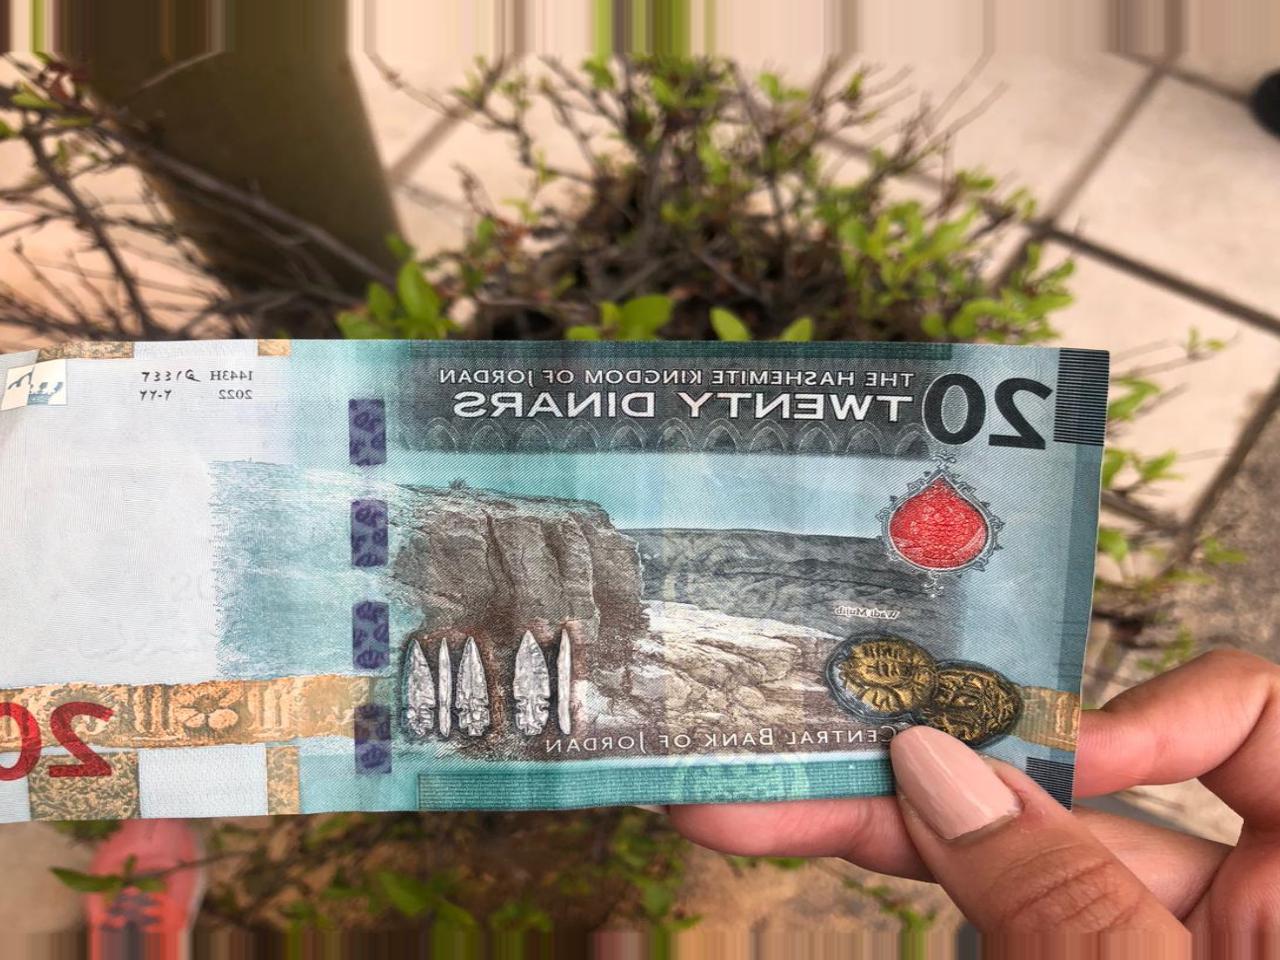 20
THE HASHEMITE KINGDOM OF JORDAN
TWENTY DINARS
1443H
2022
Wadi Mujib
CENTRAL BANK OF JORDAN
20